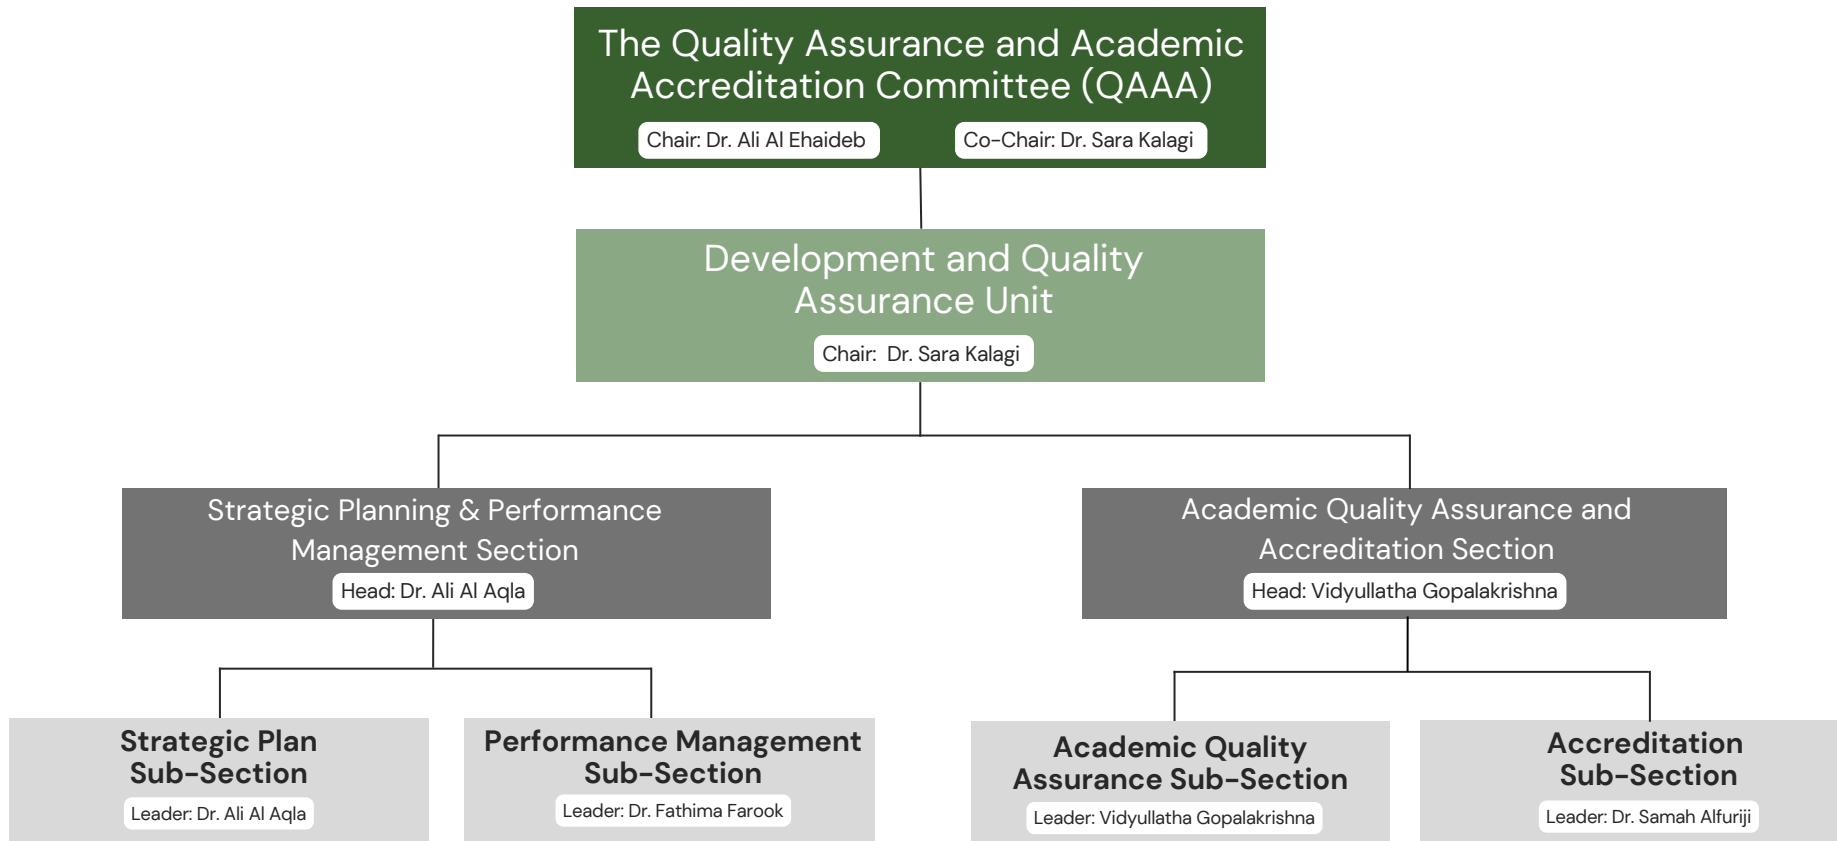 The Quality Assurance and Academic
Accreditation Committee (QAAA)
Chair: Dr. Ali Al Ehaideb
Co-Chair: Dr. Sara Kalagi
Development and Quality
Assurance Unit
Chair: Dr. Sara Kalagi
Strategic Planning & Performance
Management Section
Head: Dr. Ali Al Aqla
Academic Quality Assurance and
Accreditation Section
Head: Vidyullatha Gopalakrishna
Strategic Plan
Sub-Section
Leader: Dr. Ali Al Aqla
Performance Management
Sub-Section
Leader: Dr. Fathima Farook
Academic Quality
Assurance Sub-Section
Leader: Vidyullatha Gopalakrishna
Accreditation
Sub-Section
Leader: Dr. Samah Alfuriji